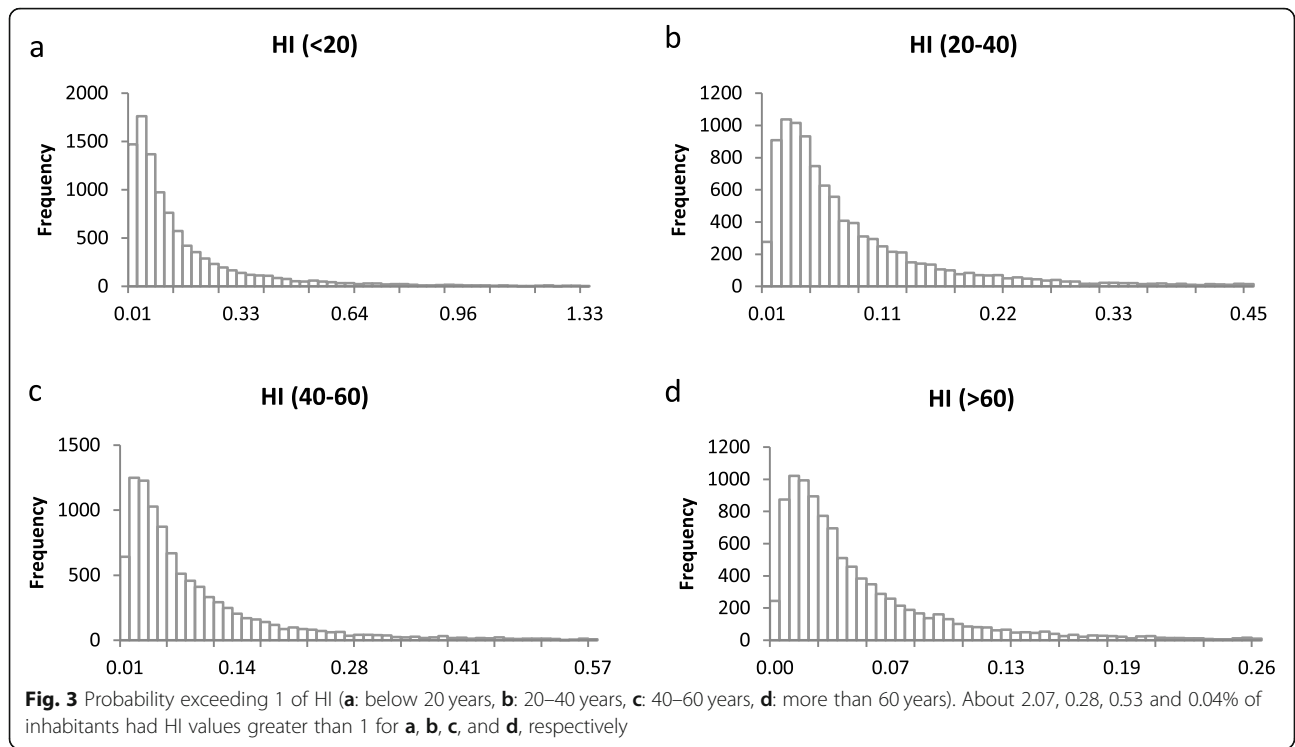 a
HI (<20)
2000
1500
1000
500
0
Frequency
0.01 0.33 0.64 0.96 1.33
b
HI (20-40)
1200
1000
800
600
400
200
0
Frequency
0.01 0.11 0.22 0.33 0.45
c
HI (40-60)
1500
1000
500
0
Frequency
0.01 0.14 0.28 0.41 0.57
d
HI (>60)
1200
1000
800
600
400
200
0
Frequency
0.00 0.07 0.13 0.19 0.26
Fig. 3 Probability exceeding 1 of HI (a: below 20 years, b: 20–40 years, c: 40–60 years, d: more than 60 years). About 2.07, 0.28, 0.53 and 0.04% of
inhabitants had HI values greater than 1 for a, b, c, and d, respectively